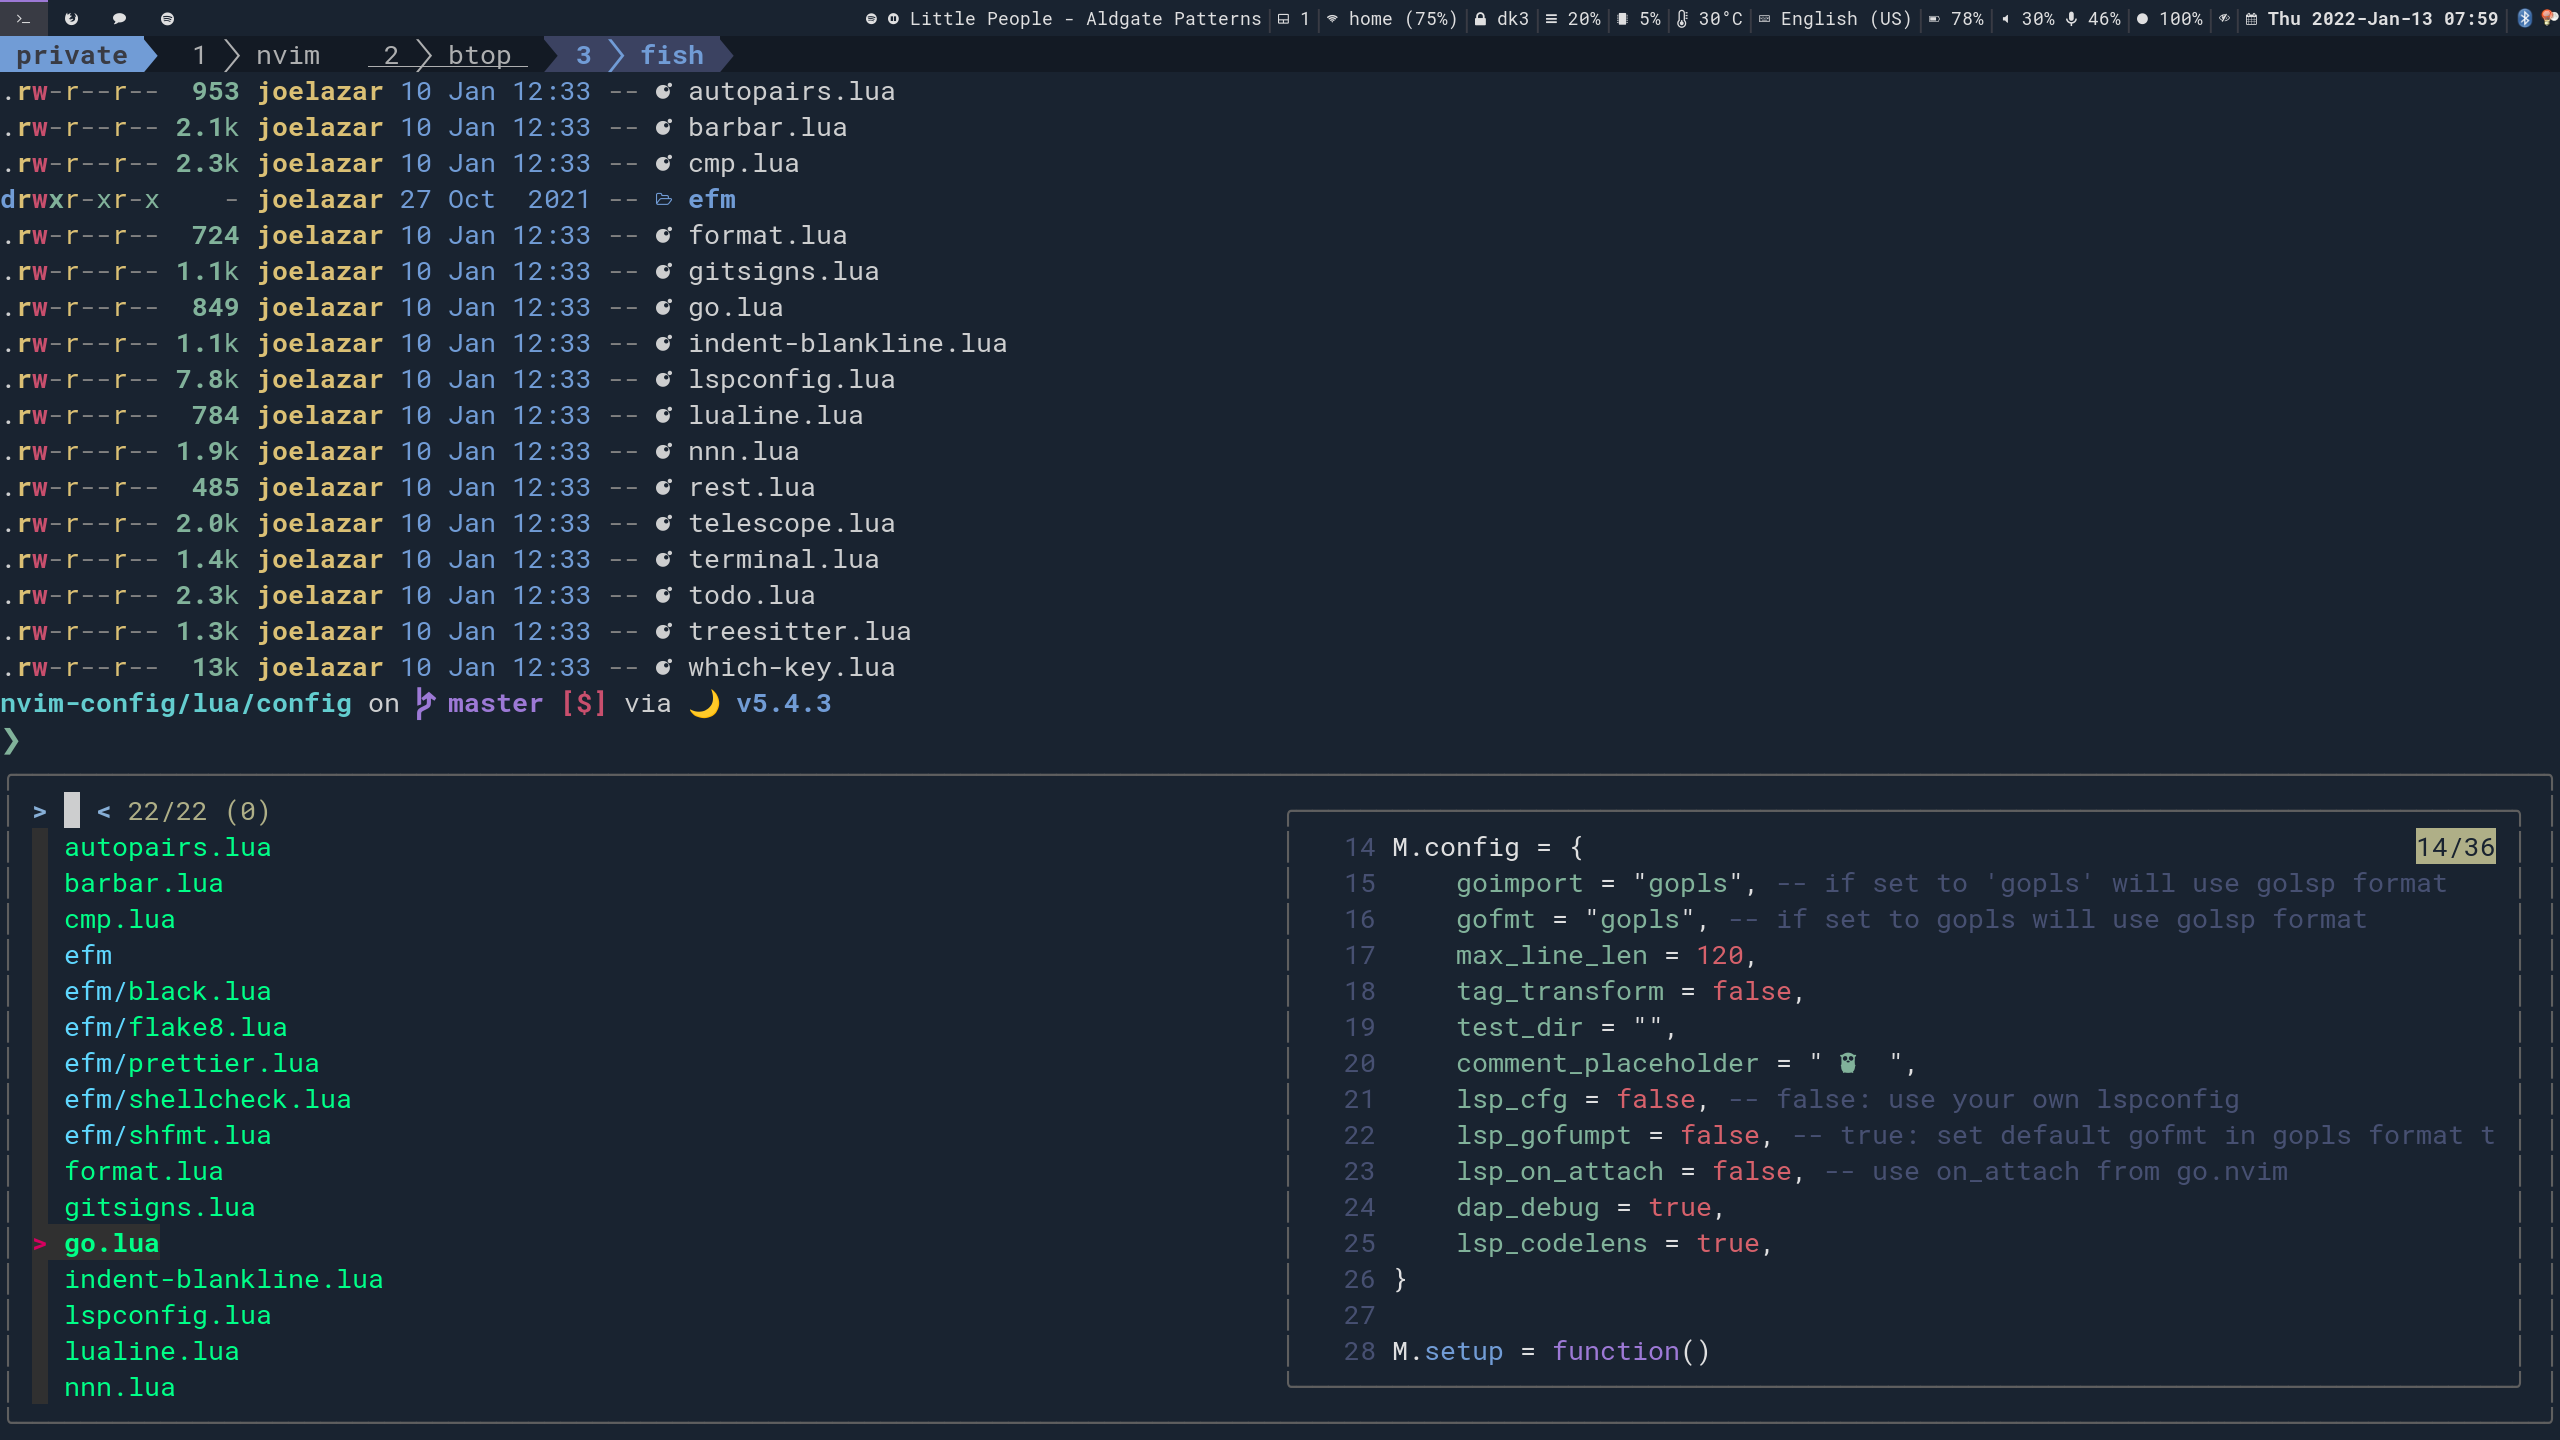 Little People - Aldgate Patterns 1 home (75%) dk3 20% 5% 30°C English (US) 78% 30% 46% 100% Thu 2022-Jan-13 07:59
private 1 nvim 2 btop 3 fish
.rw-r--r-- 953 joelazar 10 Jan 12:33 -- autopairs.lua
.rw-r--r-- 2.1k joelazar 10 Jan 12:33 -- barbar.lua
.rw-r--r-- 2.3k joelazar 10 Jan 12:33 -- cmp.lua
drwxr-xr-x - joelazar 27 Oct 2021 -- efm
.rw-r--r-- 724 joelazar 10 Jan 12:33 -- format.lua
.rw-r--r-- 1.1k joelazar 10 Jan 12:33 -- gitsigns.lua
.rw-r--r-- 849 joelazar 10 Jan 12:33 -- go.lua
.rw-r--r-- 1.1k joelazar 10 Jan 12:33 -- indent-blankline.lua
.rw-r--r-- 7.8k joelazar 10 Jan 12:33 -- lspconfig.lua
.rw-r--r-- 784 joelazar 10 Jan 12:33 -- lualine.lua
.rw-r--r-- 1.9k joelazar 10 Jan 12:33 -- nnn.lua
.rw-r--r-- 485 joelazar 10 Jan 12:33 -- rest.lua
.rw-r--r-- 2.0k joelazar 10 Jan 12:33 -- telescope.lua
.rw-r--r-- 1.4k joelazar 10 Jan 12:33 -- terminal.lua
.rw-r--r-- 2.3k joelazar 10 Jan 12:33 -- todo.lua
.rw-r--r-- 1.3k joelazar 10 Jan 12:33 -- treesitter.lua
.rw-r--r-- 13k joelazar 10 Jan 12:33 -- which-key.lua
nvim-config/lua/config on master [$] via 🌙 v5.4.3
❯
> < 22/22 (0)
autopairs.lua
barbar.lua
cmp.lua
efm
efm/black.lua
efm/flake8.lua
efm/prettier.lua
efm/shellcheck.lua
efm/shfmt.lua
format.lua
gitsigns.lua
> go.lua
indent-blankline.lua
lspconfig.lua
lualine.lua
nnn.lua
14 M.config = { 14/36
15 goimport = "gopls", -- if set to 'gopls' will use golsp format
16 gofmt = "gopls", -- if set to gopls will use golsp format
17 max_line_len = 120,
18 tag_transform = false,
19 test_dir = "",
20 comment_placeholder = "  ",
21 lsp_cfg = false, -- false: use your own lspconfig
22 lsp_gofumpt = false, -- true: set default gofmt in gopls format t
23 lsp_on_attach = false, -- use on_attach from go.nvim
24 dap_debug = true,
25 lsp_codelens = true,
26 }
27
28 M.setup = function()